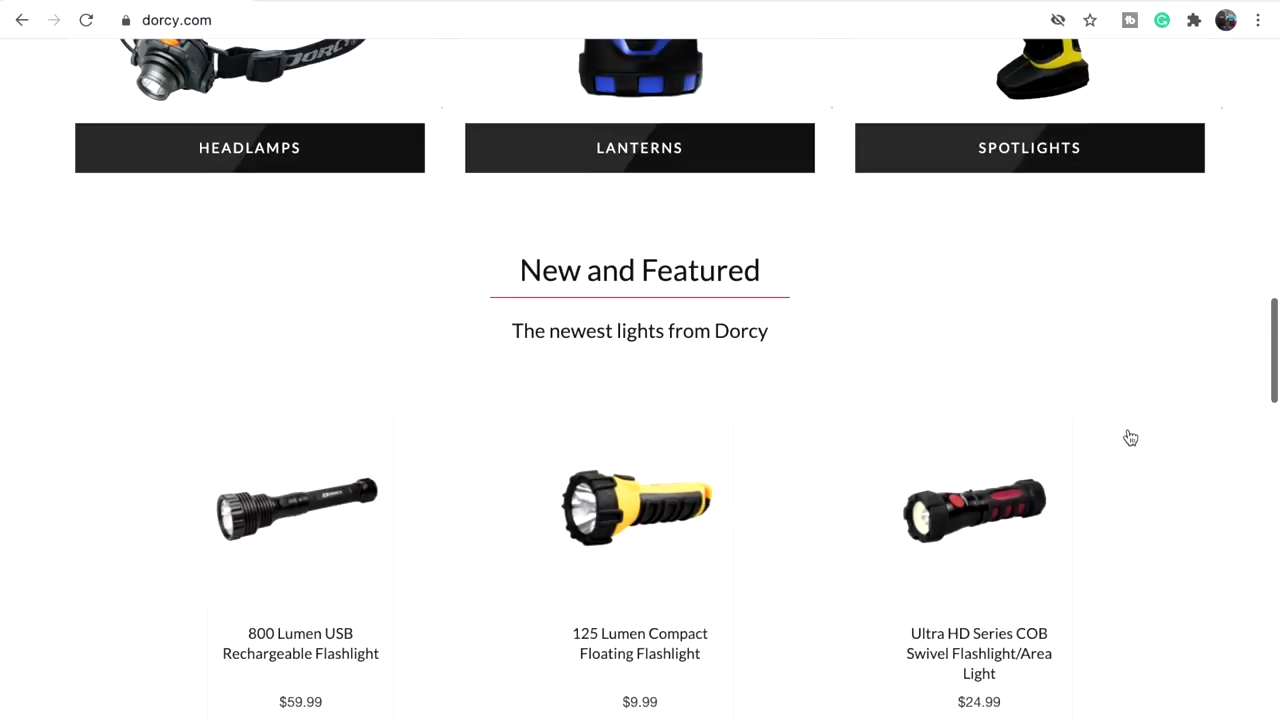 dorcy.com
DORCY
HEADLAMPS
LANTERNS
SPOTLIGHTS
New and Featured
The newest lights from Dorcy
800 Lumen USB
Rechargeable Flashlight
$59.99
125 Lumen Compact
Floating Flashlight
$9.99
Ultra HD Series COB
Swivel Flashlight/Area
Light
$24.99